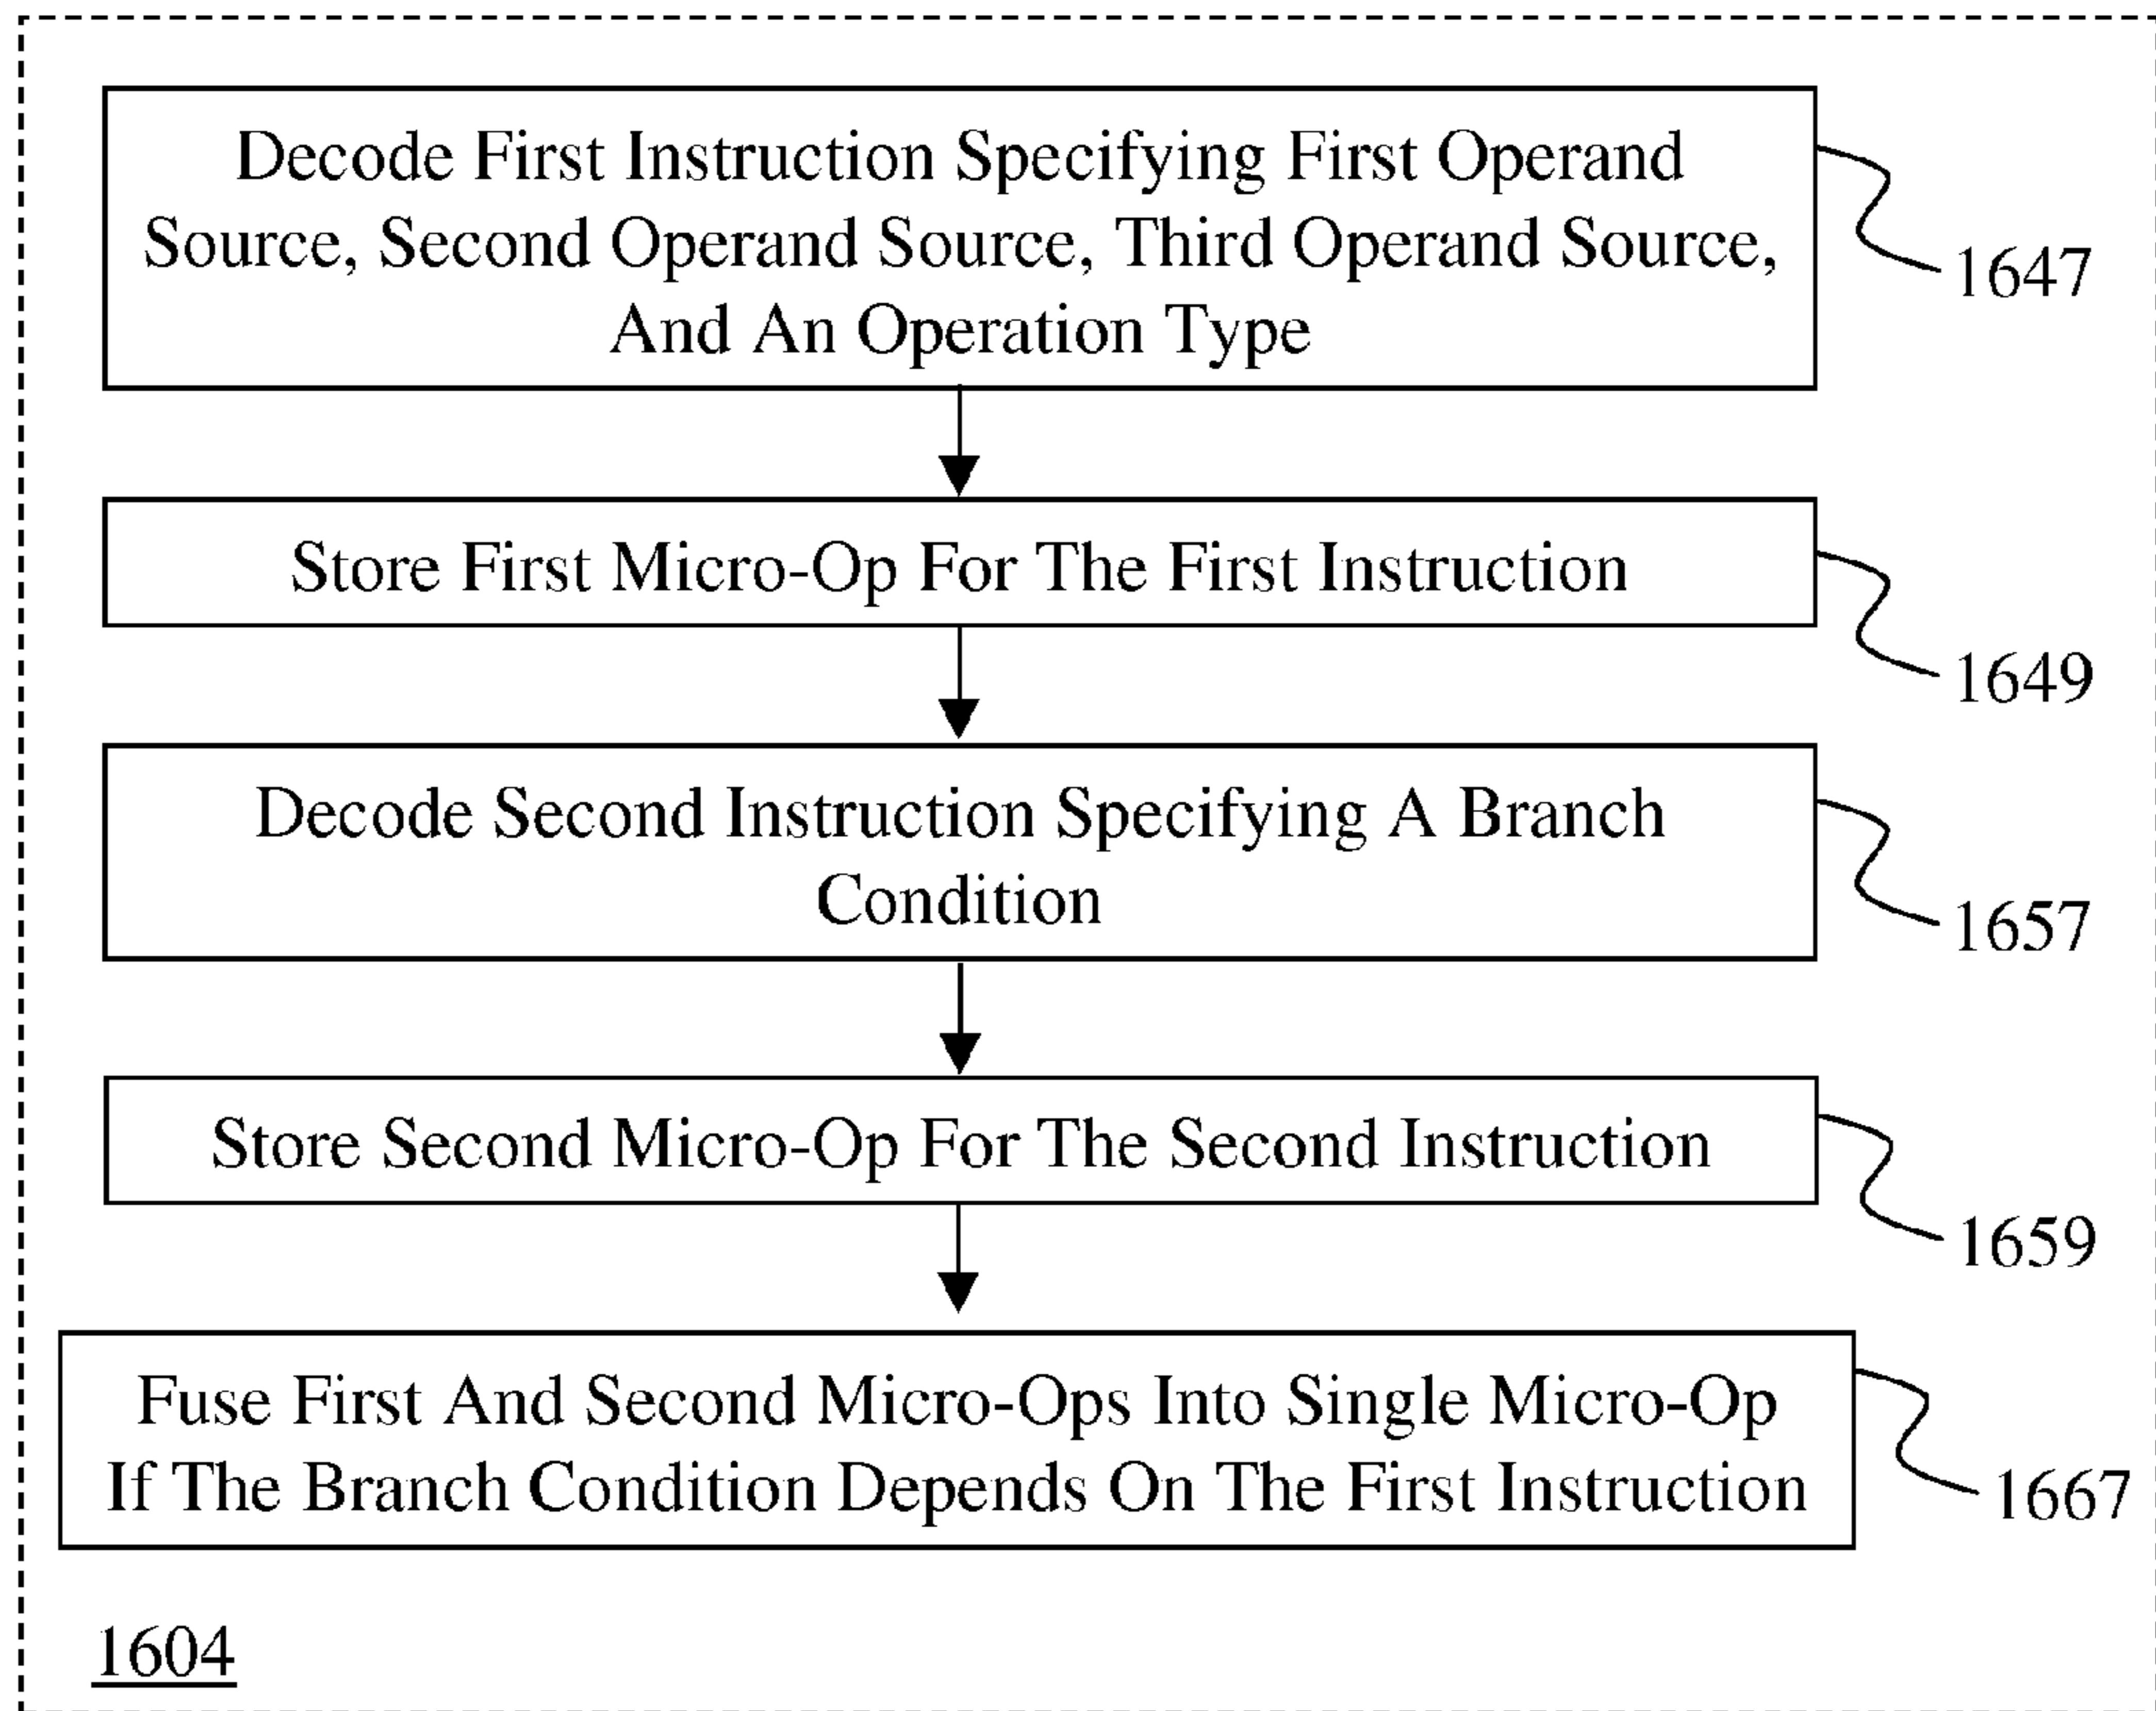 Decode First Instruction Specifying First Operand
Source, Second Operand Source, Third Operand Source,
And An Operation Type
1647
Store First Micro-Op For The First Instruction
1649
Decode Second Instruction Specifying A Branch
Condition
1657
Store Second Micro-Op For The Second Instruction
1659
Fuse First And Second Micro-Ops Into Single Micro-Op
If The Branch Condition Depends On The First Instruction
1667
1604